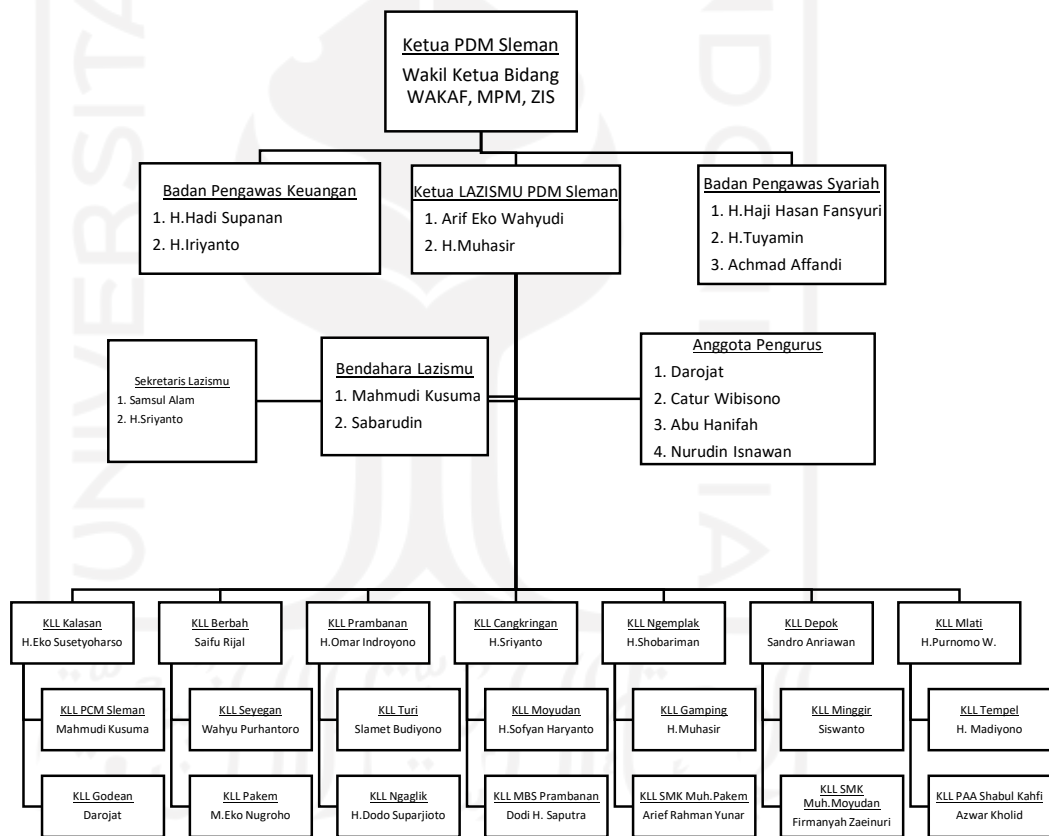 Ketua PDM Sleman
Wakil Ketua Bidang
WAKAF, MPM, ZIS
Badan Pengawas Keuangan
1. H.Hadi Supanan
2. H.Iriyanto
Ketua LAZISMU PDM Sleman
1. Arif Eko Wahyudi
2. H.Muhasir
Badan Pengawas Syariah
1. H.Haji Hasan Fansyuri
2. H.Tuyamin
3. Achmad Affandi
Sekretaris Lazismu
1. Samsul Alam
2. H.Sriyanto
Bendahara Lazismu
1. Mahmudi Kusuma
2. Sabarudin
Anggota Pengurus
1. Darojat
2. Catur Wibisono
3. Abu Hanifah
4. Nurudin Isnawan
KLL Kalasan
H.Eko Susetyoharso
KLL Berbah
Saifu Rijal
KLL Prambanan
H.Omar Indroyono
KLL Cangkringan
H.Sriyanto
KLL Ngemplak
H.Shobariman
KLL Depok
Sandro Anriawan
KLL Mlati
H.Purnomo W.
KLL PCM Sleman
Mahmudi Kusuma
KLL Seyegan
Wahyu Purhantoro
KLL Turi
Slamet Budiyono
KLL Moyudan
H.Sofyan Haryanto
KLL Gamping
H.Muhasir
KLL Minggir
Siswanto
KLL Tempel
H. Madiyono
KLL Godean
Darojat
KLL Pakem
M.Eko Nugroho
KLL Ngaglik
H.Dodo Suparjioto
KLL MBS Prambanan
Dodi H. Saputra
KLL SMK Muh.Pakem
Arief Rahman Yunar
KLL SMK
Muh.Moyudan
Firmanyah Zaeinuri
KLL PAA Shabul Kahfi
Azwar Kholid